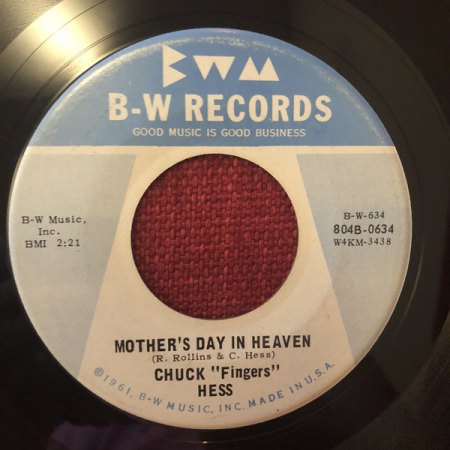 BWM
B-W RECORDS
GOOD MUSIC IS GOOD BUSINESS
B-W Music,
Inc.
BMI 2:21
B-W-634
804B-0634
W4KM-3438
MOTHER'S DAY IN HEAVEN
(R. Rollins & C. Hess)
CHUCK "Fingers"
HESS
©1961, B-W MUSIC, INC. MADE IN U.S.A.